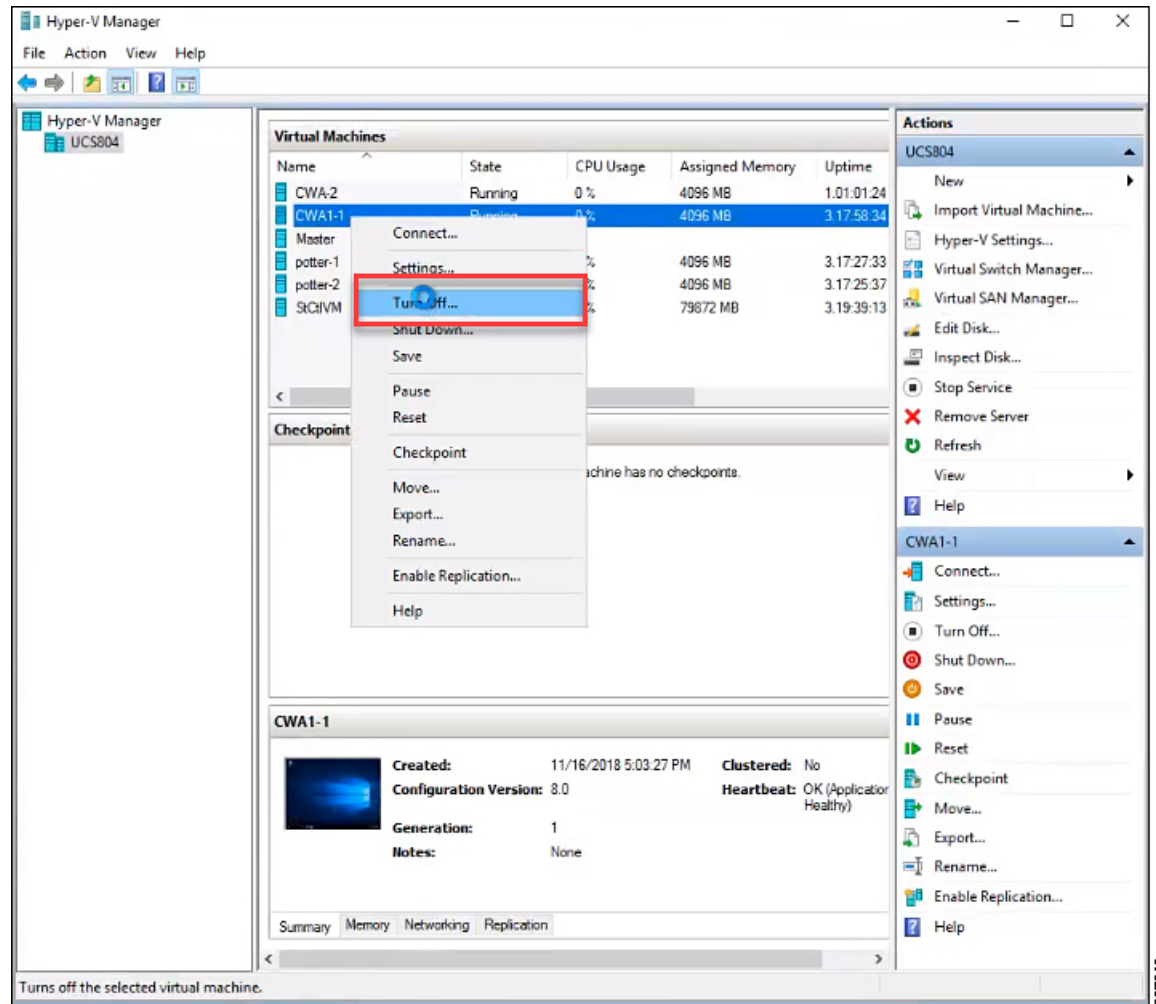 Hyper-V Manager
File Action View Help
Hyper-V Manager
UCS804
Virtual Machines
Name State CPU Usage Assigned Memory Uptime
CWA-2 Running 0 % 4096 MB 1.01:01:24
CWA1-1 Running 0 % 4096 MB 3.17:58:34
Master
potter-1 % 4096 MB 3.17:27:33
potter-2 % 4096 MB 3.17:25:37
StCtlVM % 79872 MB 3.19:39:13
Connect...
Settings...
Turn Off...
Shut Down...
Save
Pause
Reset
Checkpoint
Move...
Export...
Rename...
Enable Replication...
Help
Checkpoint
achine has no checkpoints.
CWA1-1
Created: 11/16/2018 5:03:27 PM Clustered: No
Configuration Version: 8.0 Heartbeat: OK (Application
Healthy)
Generation: 1
Notes: None
Summary Memory Networking Replication
Actions
UCS804
New
Import Virtual Machine...
Hyper-V Settings...
Virtual Switch Manager...
Virtual SAN Manager...
Edit Disk...
Inspect Disk...
Stop Service
Remove Server
Refresh
View
Help
CWA1-1
Connect...
Settings...
Turn Off...
Shut Down...
Save
Pause
Reset
Checkpoint
Move...
Export...
Rename...
Enable Replication...
Help
Turns off the selected virtual machine.